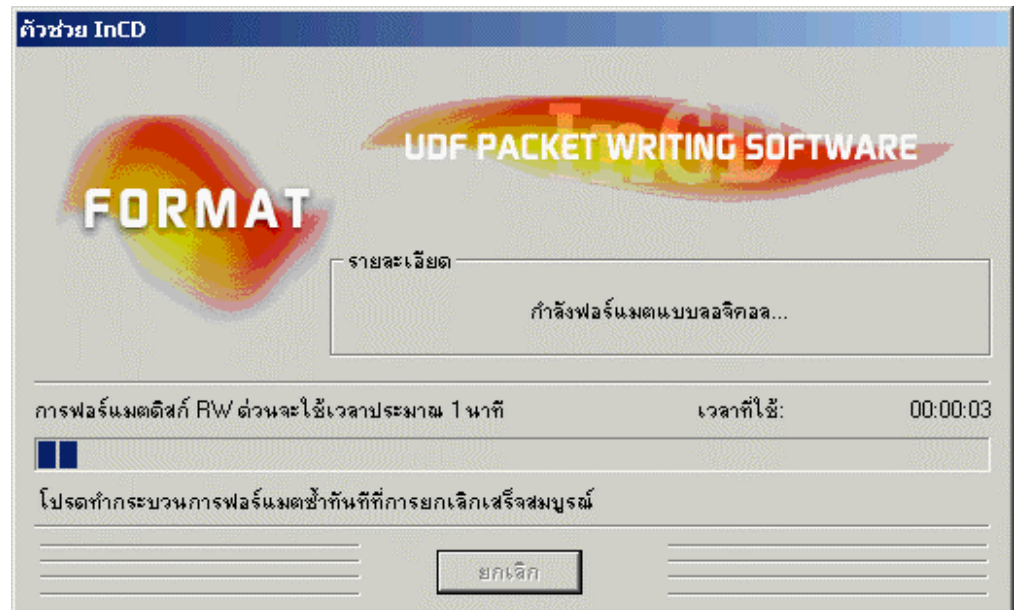 ตัวช่วย InCD
InCD
UDF PACKET WRITING SOFTWARE
FORMAT
รายละเอียด
กำลังฟอร์แมตแบบลอจิคอล...
การฟอร์แมตดิสก์ RW ด่วนจะใช้เวลาประมาณ 1 นาที เวลาที่ใช้: 00:00:03
โปรดทำกระบวนการฟอร์แมตซ้ำทันทีที่การยกเลิกเสร็จสมบูรณ์
ยกเลิก